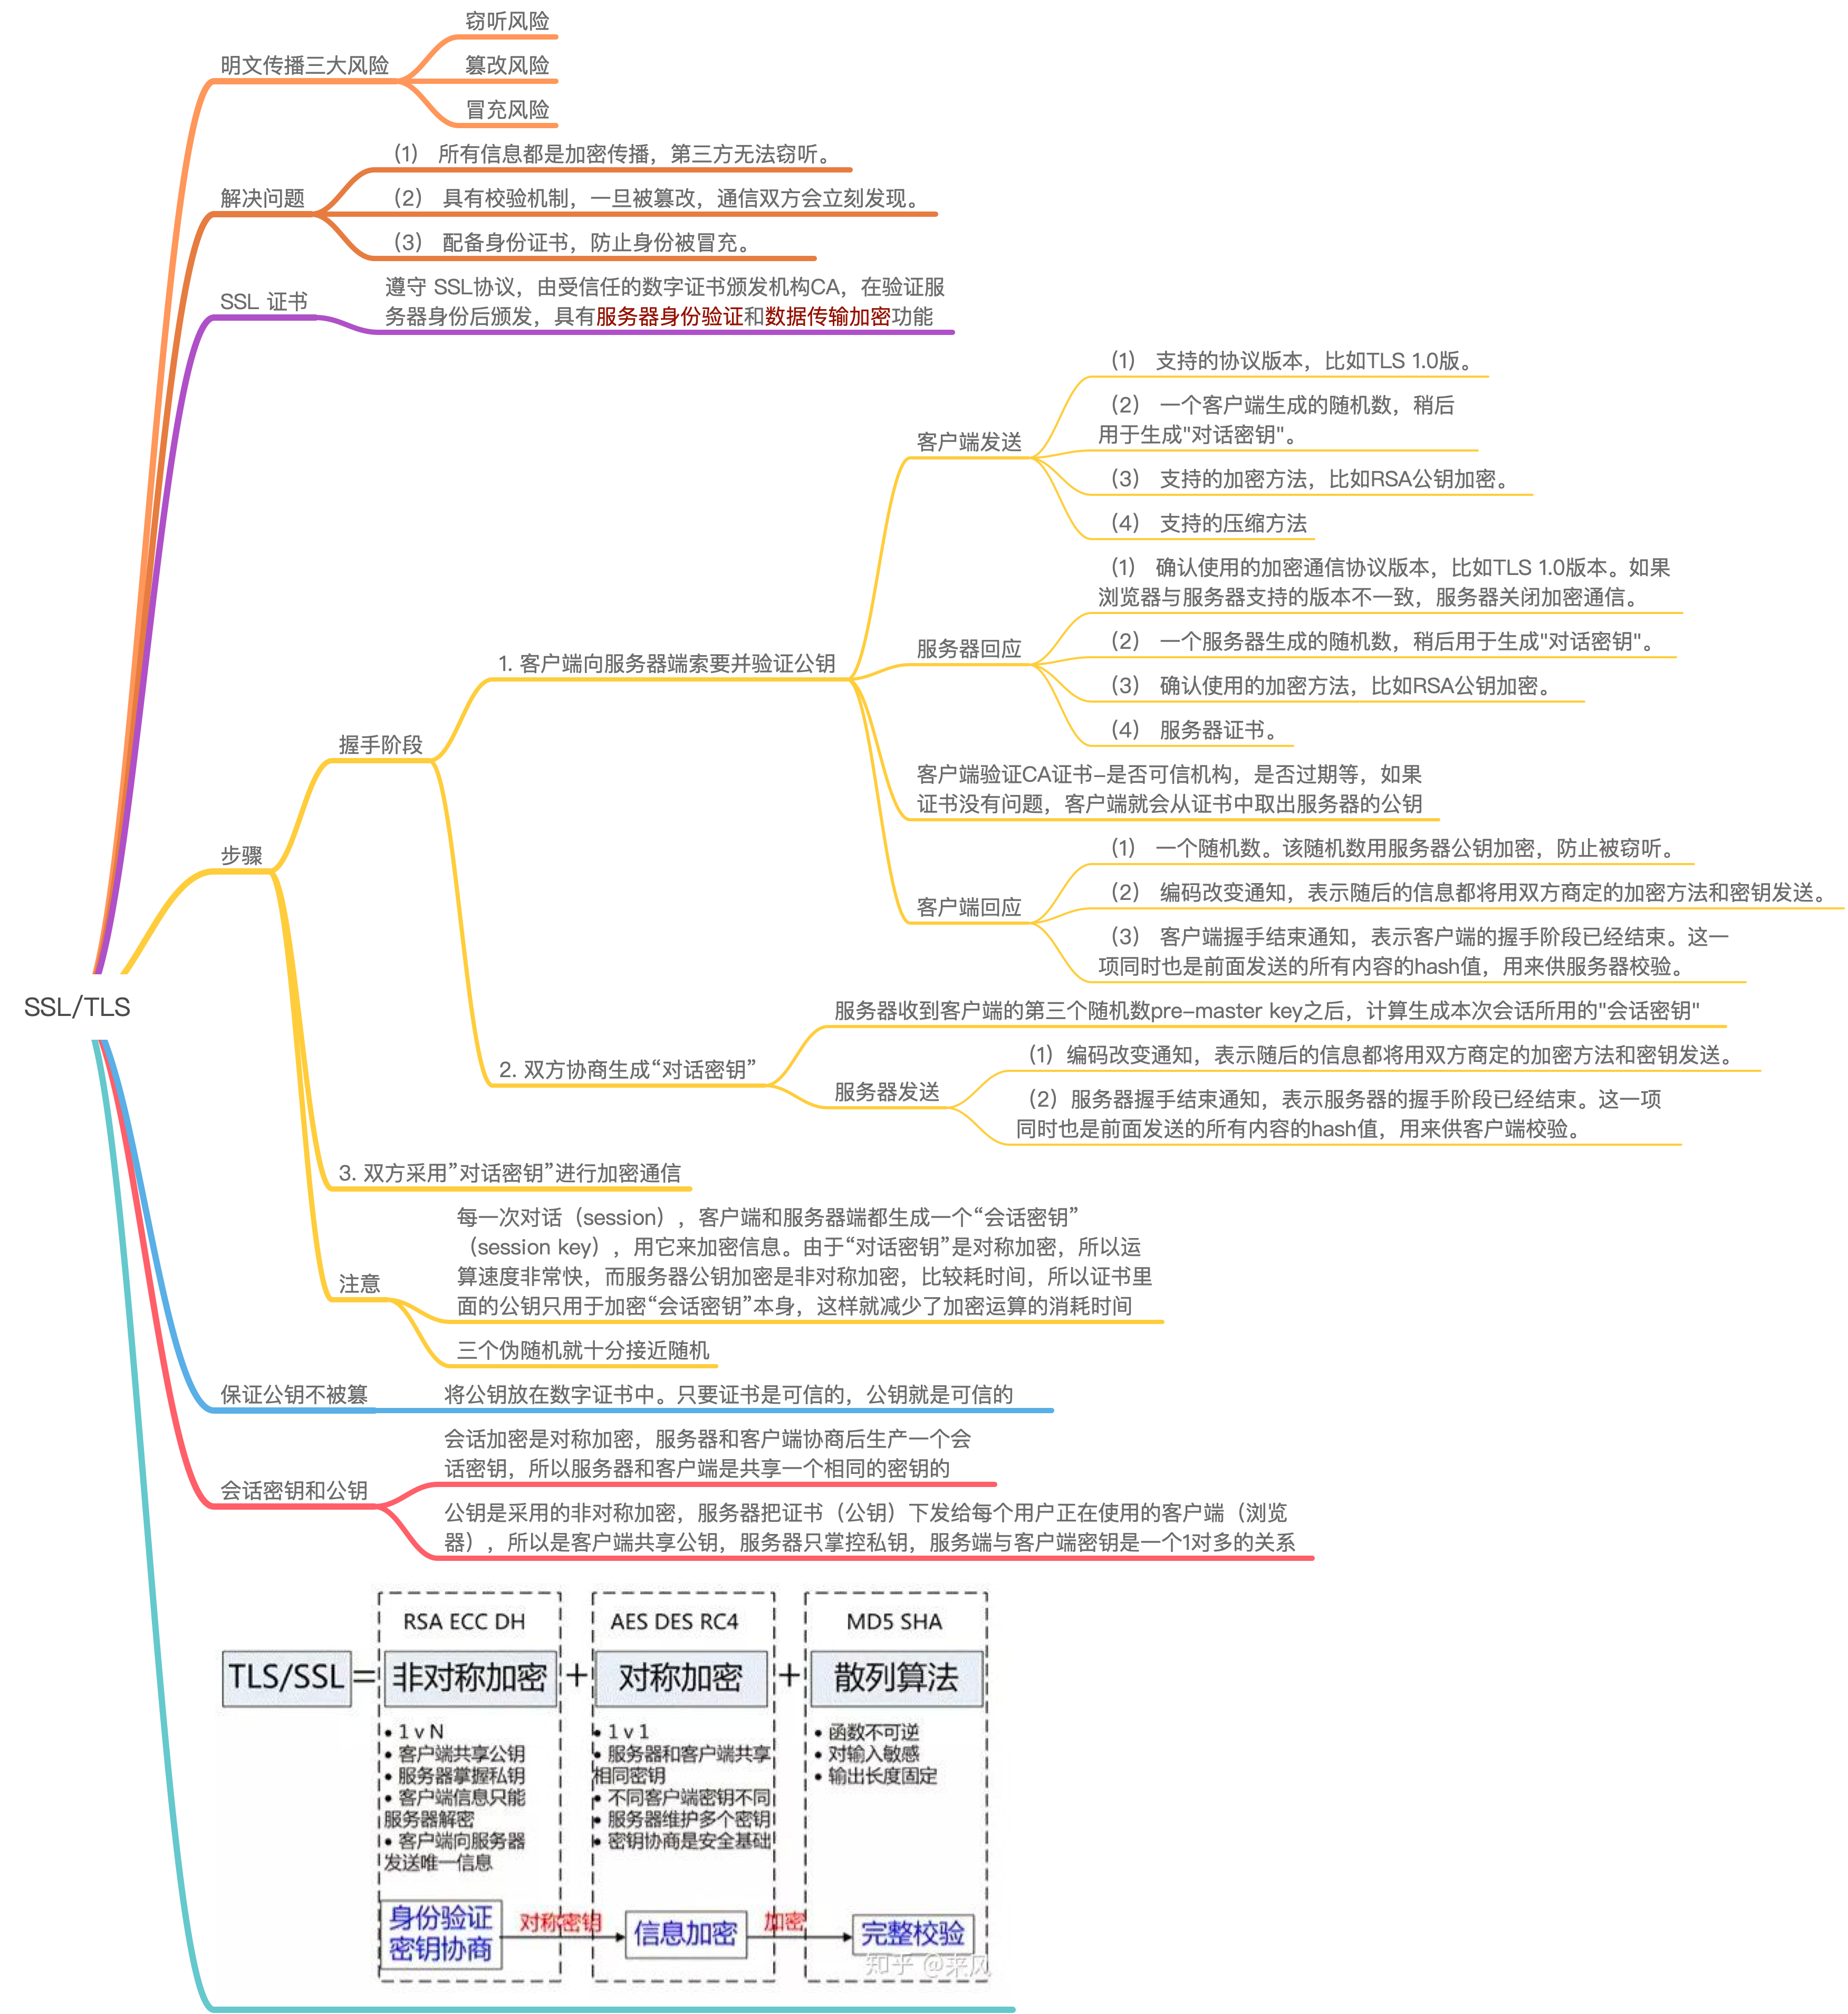 窃听风险
明文传播三大风险
篡改风险
冒充风险
（1） 所有信息都是加密传播，第三方无法窃听。
解决问题
（2） 具有校验机制，一旦被篡改，通信双方会立刻发现。
（3） 配备身份证书，防止身份被冒充。
SSL 证书
遵守 SSL协议，由受信任的数字证书颁发机构CA，在验证服
务器身份后颁发，具有服务器身份验证和数据传输加密功能
（1） 支持的协议版本，比如TLS 1.0版。
（2） 一个客户端生成的随机数，稍后
用于生成"对话密钥"。
客户端发送
（3） 支持的加密方法，比如RSA公钥加密。
（4） 支持的压缩方法
（1） 确认使用的加密通信协议版本，比如TLS 1.0版本。如果
浏览器与服务器支持的版本不一致，服务器关闭加密通信。
服务器回应
（2） 一个服务器生成的随机数，稍后用于生成"对话密钥"。
1. 客户端向服务器端索要并验证公钥
（3） 确认使用的加密方法，比如RSA公钥加密。
（4） 服务器证书。
握手阶段
客户端验证CA证书-是否可信机构，是否过期等，如果
证书没有问题，客户端就会从证书中取出服务器的公钥
步骤
（1） 一个随机数。该随机数用服务器公钥加密，防止被窃听。
（2） 编码改变通知，表示随后的信息都将用双方商定的加密方法和密钥发送。
客户端回应
（3） 客户端握手结束通知，表示客户端的握手阶段已经结束。这一
项同时也是前面发送的所有内容的hash值，用来供服务器校验。
SSL/TLS
服务器收到客户端的第三个随机数pre-master key之后，计算生成本次会话所用的"会话密钥"
2. 双方协商生成“对话密钥”
（1）编码改变通知，表示随后的信息都将用双方商定的加密方法和密钥发送。
服务器发送
（2）服务器握手结束通知，表示服务器的握手阶段已经结束。这一项
同时也是前面发送的所有内容的hash值，用来供客户端校验。
3. 双方采用”对话密钥”进行加密通信
每一次对话（session），客户端和服务器端都生成一个“会话密钥”
（session key），用它来加密信息。由于“对话密钥”是对称加密，所以运
算速度非常快，而服务器公钥加密是非对称加密，比较耗时间，所以证书里
面的公钥只用于加密“会话密钥”本身，这样就减少了加密运算的消耗时间
注意
三个伪随机就十分接近随机
保证公钥不被篡
将公钥放在数字证书中。只要证书是可信的，公钥就是可信的
会话加密是对称加密，服务器和客户端协商后生产一个会
话密钥，所以服务器和客户端是共享一个相同的密钥的
会话密钥和公钥
公钥是采用的非对称加密，服务器把证书（公钥）下发给每个用户正在使用的客户端（浏览
器），所以是客户端共享公钥，服务器只掌控私钥，服务端与客户端密钥是一个1对多的关系
RSA ECC DH
AES DES RC4
MD5 SHA
TLS/SSL = 非对称加密 + 对称加密 + 散列算法
• 1 v N
• 客户端共享公钥
• 服务器掌握私钥
• 客户端信息只能
服务器解密
• 客户端向服务器
发送唯一信息
• 1 v 1
• 服务器和客户端共享
相同密钥
• 不同客户端密钥不同
• 服务器维护多个密钥
• 密钥协商是安全基础
• 函数不可逆
• 对输入敏感
• 输出长度固定
身份验证
密钥协商
对称密钥
信息加密
加密
完整校验
知乎 @来风